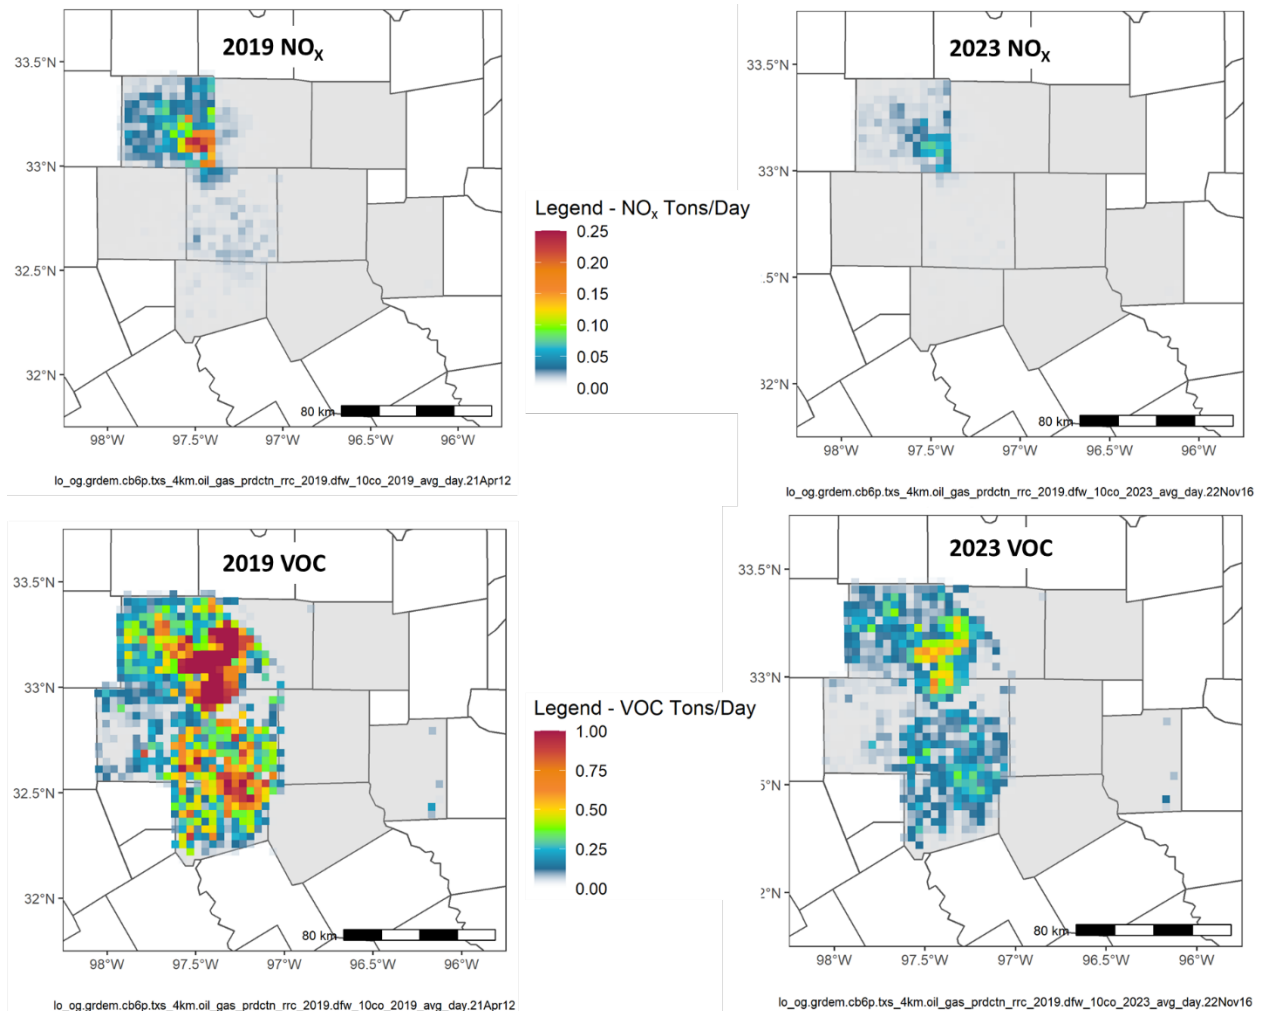 2019 NOX
33.5°N
33°N
32.5°N
32°N
80 km
98°W
97.5°W
97°W
96.5°W
96°W
lo_og.grdem.cb6p.txs_4km.oil_gas_prdctn_rrc_2019.dfw_10co_2019_avg_day.21Apr12
Legend - NOx Tons/Day
0.25
0.20
0.15
0.10
0.05
0.00
2023 NOX
33.5°N
33°N
.5°N
32°N
80 km
98°W
97.5°W
97°W
96.5°W
96°W
lo_og.grdem.cb6p.txs_4km.oil_gas_prdctn_rrc_2019.dfw_10co_2023_avg_day.22Nov16
2019 VOC
33.5°N
33°N
32.5°N
32°N
80 km
98°W
97.5°W
97°W
96.5°W
96°W
lo_og.grdem.cb6p.txs_4km.oil_gas_prdctn_rrc_2019.dfw_10co_2019_avg_day.21Apr12
Legend - VOC Tons/Day
1.00
0.75
0.50
0.25
0.00
2023 VOC
33.5°N
33°N
5°N
2°N
80 km
98°W
97.5°W
97°W
96.5°W
96°W
lo_og.grdem.cb6p.txs_4km.oil_gas_prdctn_rrc_2019.dfw_10co_2023_avg_day.22Nov16